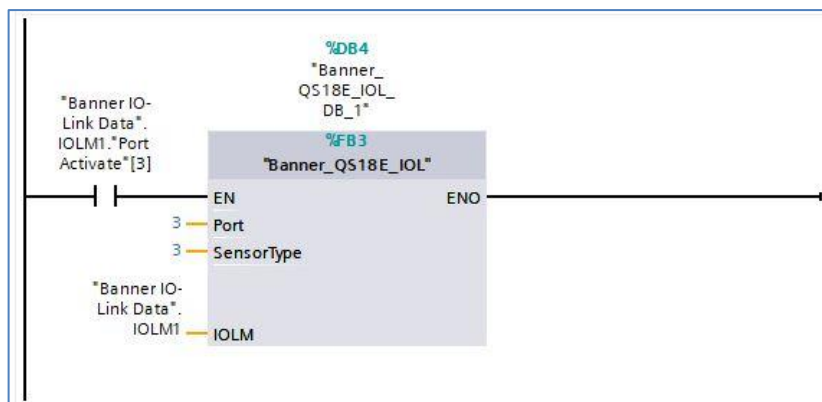 %DB4
"Banner_
QS18E_IOL_
DB_1"
"Banner IO-
Link Data".
IOLM1."Port
Activate"[3]
%FB3
"Banner_QS18E_IOL"
EN
ENO
3
Port
3
SensorType
"Banner IO-
Link Data".
IOLM1
IOLM